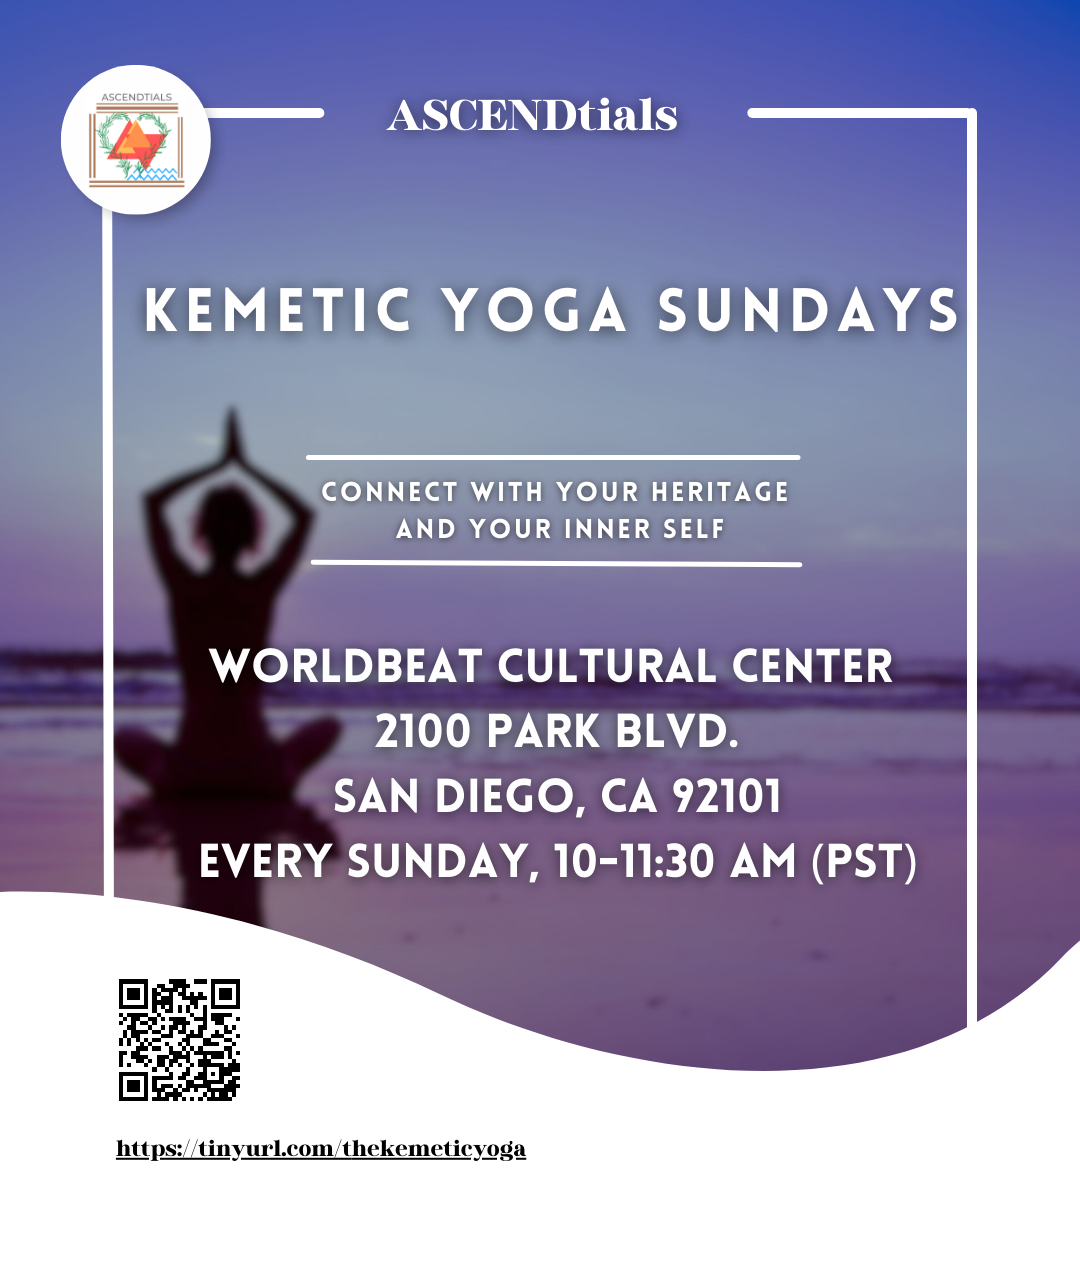 ASCENDTIALS
ASCENDtials
KEMETIC YOGA SUNDAYS
CONNECT WITH YOUR HERITAGE
AND YOUR INNER SELF
WORLDBEAT CULTURAL CENTER
2100 PARK BLVD.
SAN DIEGO, CA 92101
EVERY SUNDAY, 10-11:30 AM (PST)
https://tinyurl.com/thekemeticyoga